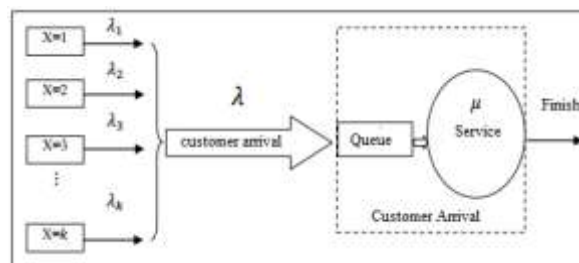 X=1
λ₁
X=2
λ₂
X=3
λ₃
⋮
X=k
λₖ
λ
customer arrival
Queue
μ
Service
Customer Arrival
Finish